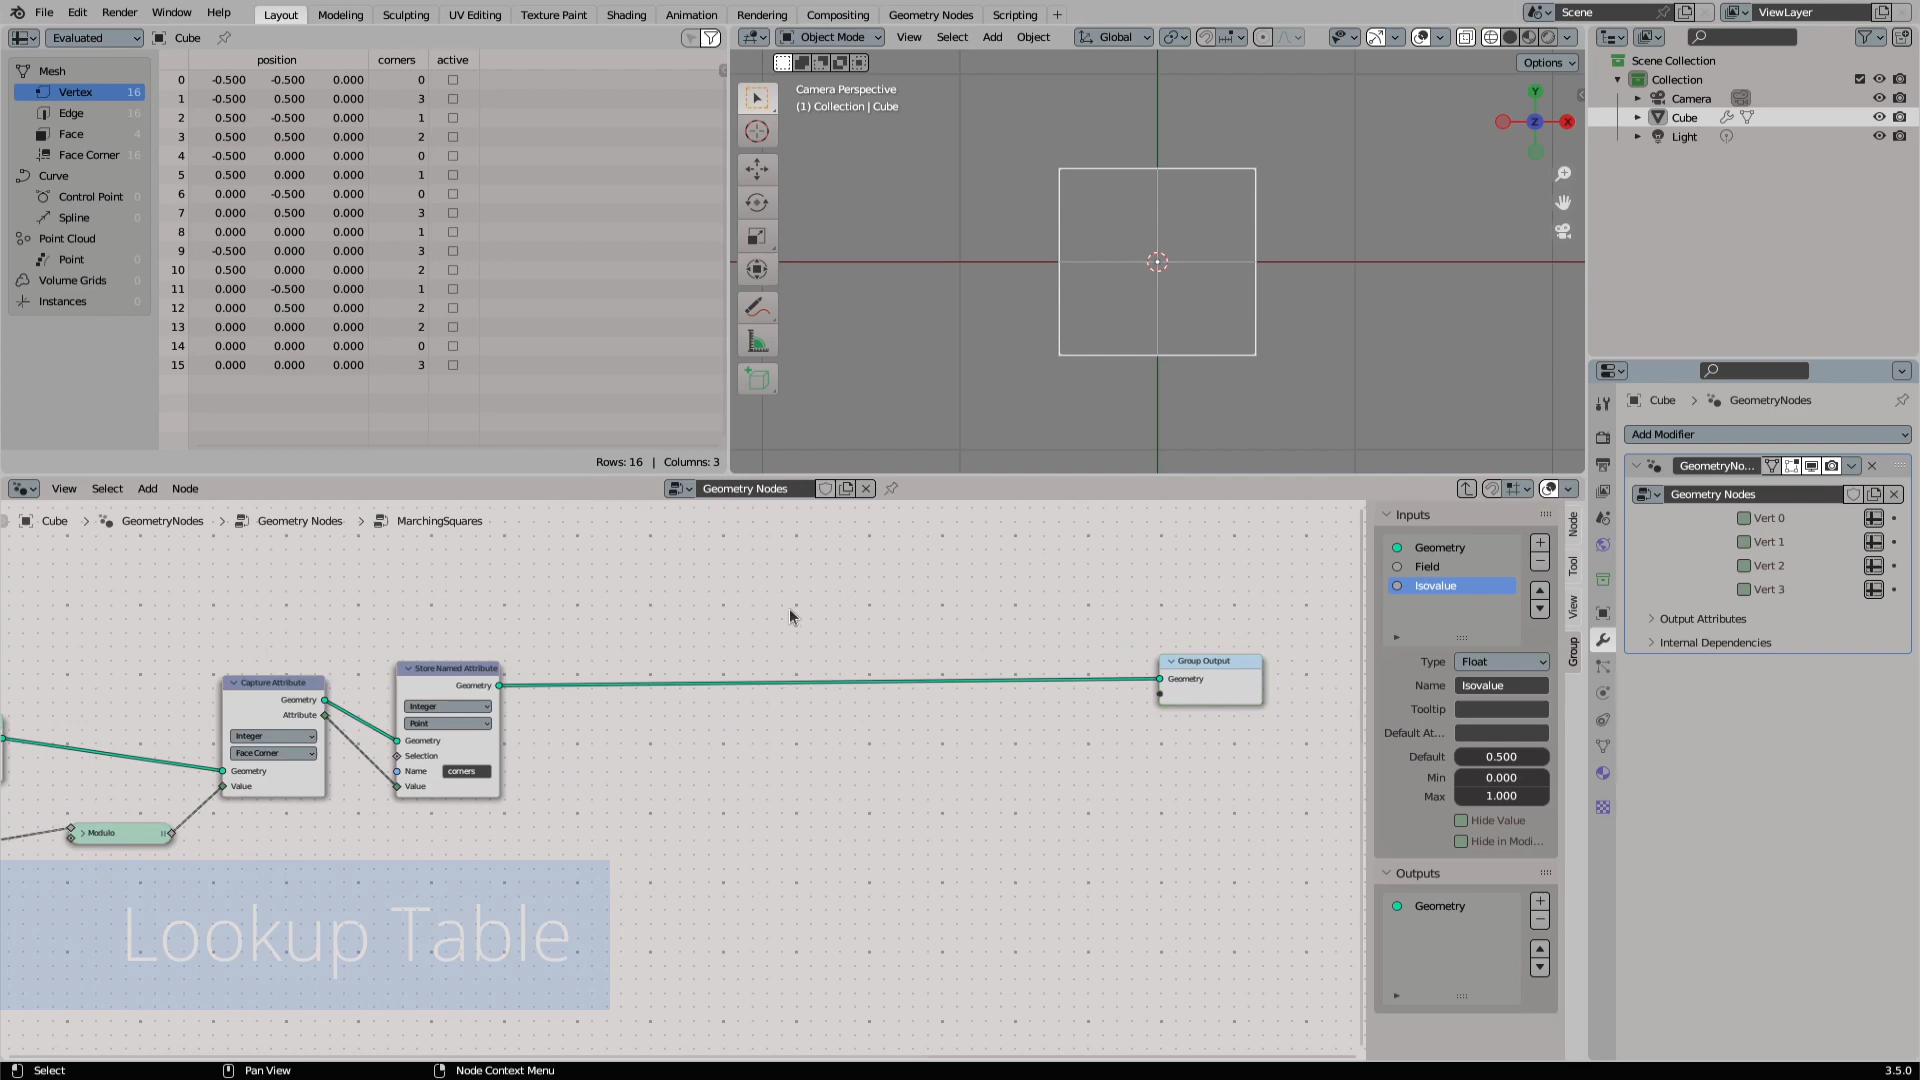 File Edit Render Window Help Layout Modeling Sculpting UV Editing Texture Paint Shading Animation Rendering Compositing Geometry Nodes Scripting + Scene ViewLayer
Evaluated Cube
position corners active
0 -0.500 -0.500 0.000 0
1 -0.500 0.500 0.000 3
2 0.500 -0.500 0.000 1
3 0.500 0.500 0.000 2
4 -0.500 0.000 0.000 0
5 0.500 0.000 0.000 1
6 0.000 -0.500 0.000 0
7 0.000 0.500 0.000 3
8 0.000 0.000 0.000 1
9 -0.500 0.000 0.000 3
10 0.500 0.000 0.000 2
11 0.000 -0.500 0.000 1
12 0.000 0.500 0.000 2
13 0.000 0.000 0.000 2
14 0.000 0.000 0.000 0
15 0.000 0.000 0.000 3
Rows: 16 | Columns: 3
Mesh
Vertex 16
Edge 16
Face 4
Face Corner 16
Curve
Control Point 0
Spline 0
Point Cloud
Point 0
Volume Grids 0
Instances 0
Object Mode View Select Add Object Global
Options
Camera Perspective
(1) Collection | Cube
Y
Z X
Scene Collection
Collection
Camera
Cube
Light
Cube > GeometryNodes
Add Modifier
GeometryNo...
Geometry Nodes
Vert 0
Vert 1
Vert 2
Vert 3
Output Attributes
Internal Dependencies
View Select Add Node Geometry Nodes
Cube > GeometryNodes > Geometry Nodes > MarchingSquares
Capture Attribute
Geometry
Attribute
Integer
Face Corner
Geometry
Value
Modulo
Store Named Attribute
Geometry
Integer
Point
Geometry
Selection
Name corners
Value
Group Output
Geometry
Lookup Table
Inputs
Geometry
Field
Isovalue
Type Float
Name Isovalue
Tooltip
Default At...
Default 0.500
Min 0.000
Max 1.000
Hide Value
Hide in Modi...
Outputs
Geometry
Node
Tool
View
Group
Select Pan View Node Context Menu 3.5.0